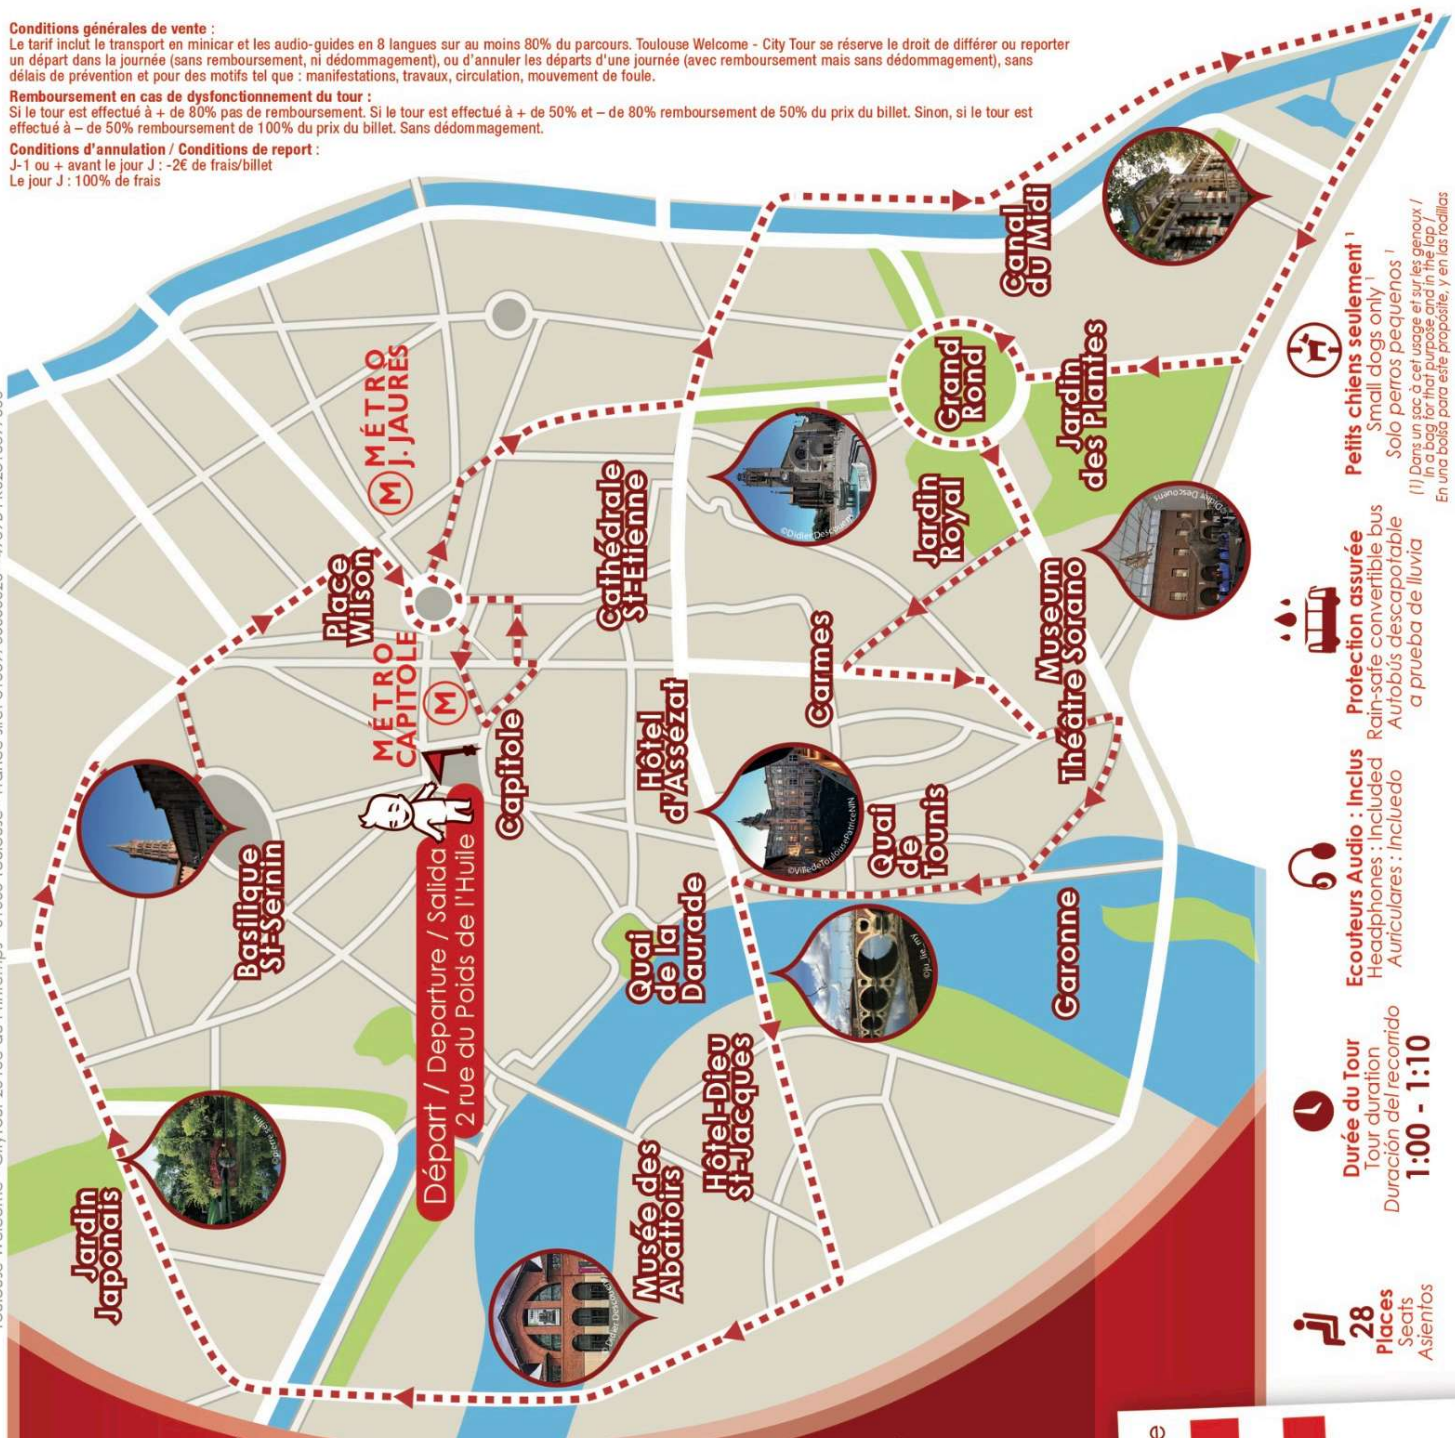 Conditions générales de vente :
Le tarif inclut le transport en minicar et les audio-guides en 8 langues sur au moins 80% du parcours. Toulouse Welcome - City Tour se réserve le droit de différer ou reporter
un départ dans la journée (sans remboursement, ni dédommagement), ou d'annuler les départs d'une journée (avec remboursement mais sans dédommagement), sans
délais de prévention et pour des motifs tel que : manifestations, travaux, circulation, mouvement de foule.
Remboursement en cas de dysfonctionnement du tour :
Si le tour est effectué à + de 80% pas de remboursement. Si le tour est effectué à + de 50% et – de 80% remboursement de 50% du prix du billet. Sinon, si le tour est
effectué à – de 50% remboursement de 100% du prix du billet. Sans dédommagement.
Conditions d'annulation / Conditions de report :
J-1 ou + avant le jour J : -2€ de frais/billet
Le jour J : 100% de frais
Jardin
Japonais
©pierre selim
Basilique
St-Sernin
Place
Wilson
MÉTRO
J. JAURÈS
M
MÉTRO
CAPITOLE
M
Départ / Departure / Salida
2 rue du Poids de l'Huile
Capitole
Cathédrale
St-Etienne
©Didier Descouens
Canal
du Midi
Grand
Rond
Jardin
des Plantes
Jardin
Royal
Museum
Théâtre Sorano
©Didier Descouens
Carmes
Hôtel
d'Assézat
©VilledeToulousePatriceNIN
Quai
de
Tounis
Quai
de la
Daurade
Garonne
Hôtel-Dieu
St-Jacques
Musée des
Abattoirs
28
Places
Seats
Asientos
Durée du Tour
Tour duration
Duración del recorrido
1:00 - 1:10
Ecouteurs Audio : Inclus
Headphones : Included
Auriculares : Incluedo
Protection assurée
Rain-safe convertible bus
Autobús descapotable
a prueba de lluvia
Petits chiens seulement ¹
Small dogs only ¹
Solo perros pequenos ¹
(1) Dans un sac à cet usage et sur les genoux /
In a bag for that purpose and in the lap /
En una bolsa para este propósite, y en las rodillas